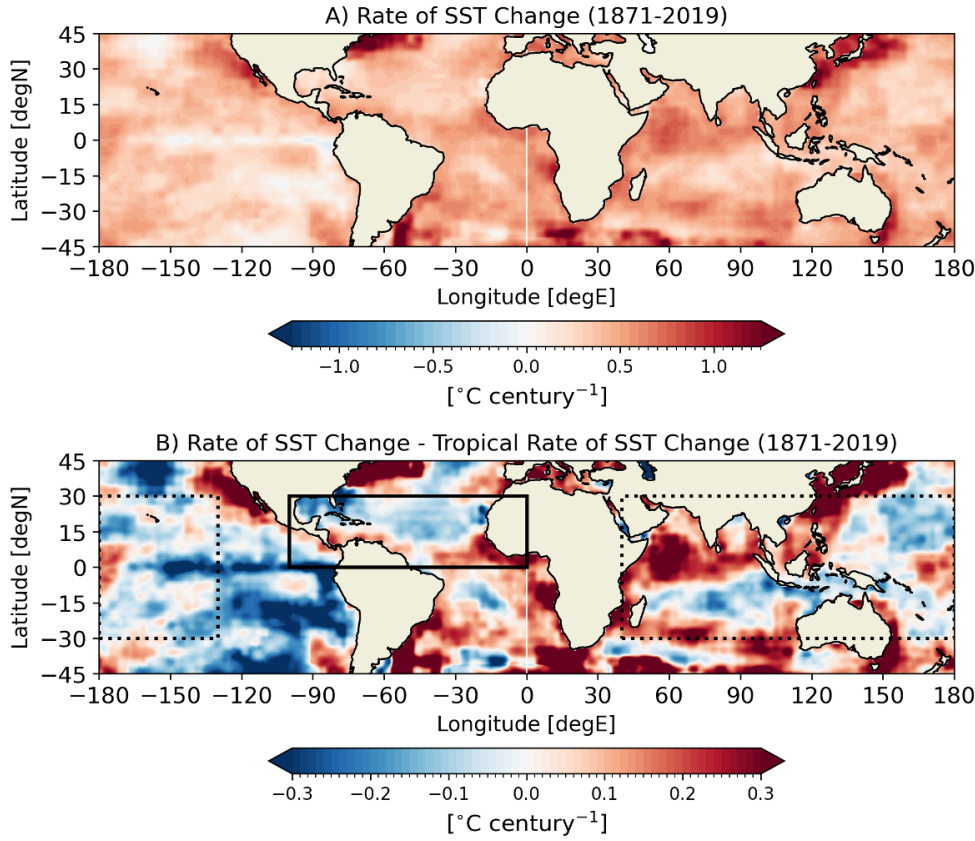 A) Rate of SST Change (1871-2019)
Latitude [degN]
45
30
15
0
−15
−30
−45
−180 −150 −120 −90 −60 −30 0 30 60 90 120 150 180
Longitude [degE]
−1.0 −0.5 0.0 0.5 1.0
[°C century⁻¹]
B) Rate of SST Change - Tropical Rate of SST Change (1871-2019)
Latitude [degN]
45
30
15
0
−15
−30
−45
−180 −150 −120 −90 −60 −30 0 30 60 90 120 150 180
Longitude [degE]
−0.3 −0.2 −0.1 0.0 0.1 0.2 0.3
[°C century⁻¹]